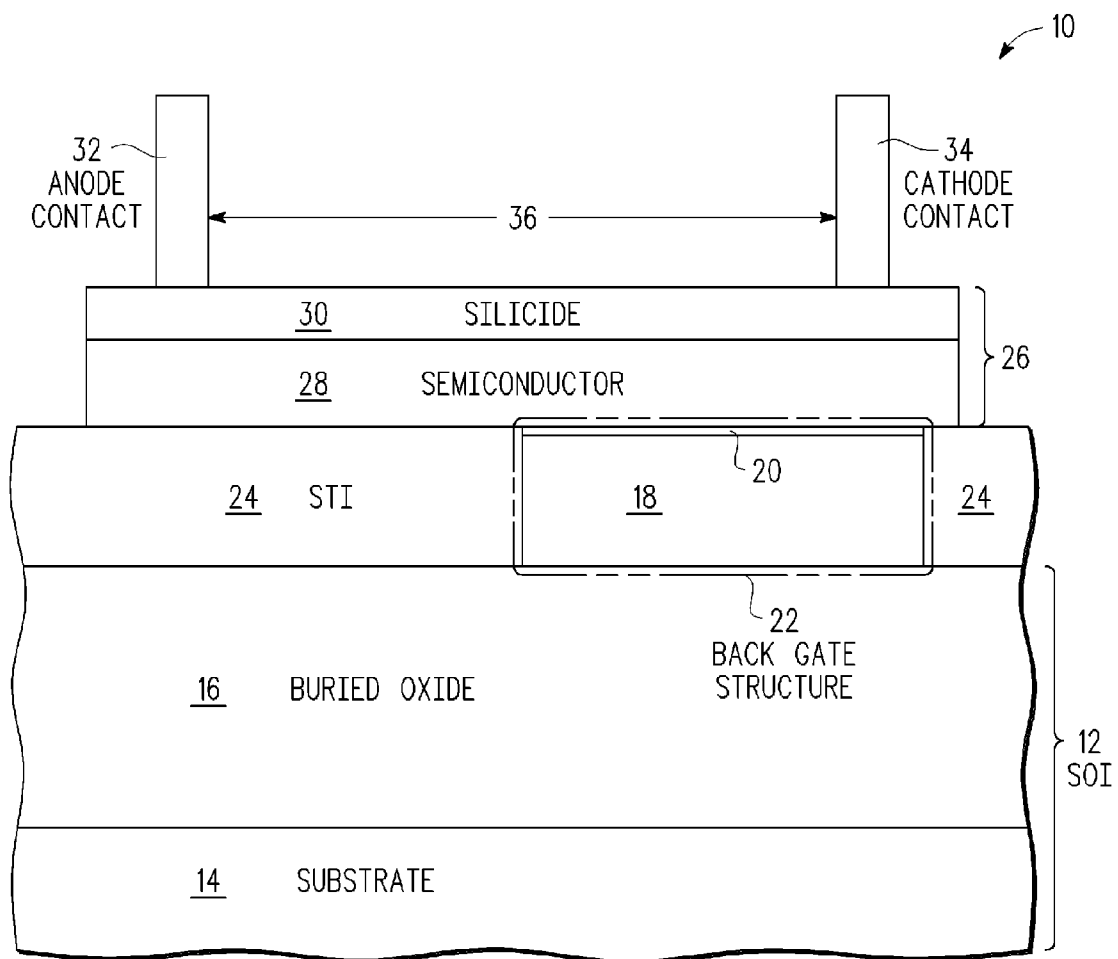 10
32
ANODE
CONTACT
34
CATHODE
CONTACT
36
30 SILICIDE
28 SEMICONDUCTOR
26
20
24 STI
18
24
22
BACK GATE
STRUCTURE
16 BURIED OXIDE
12
SOI
14 SUBSTRATE